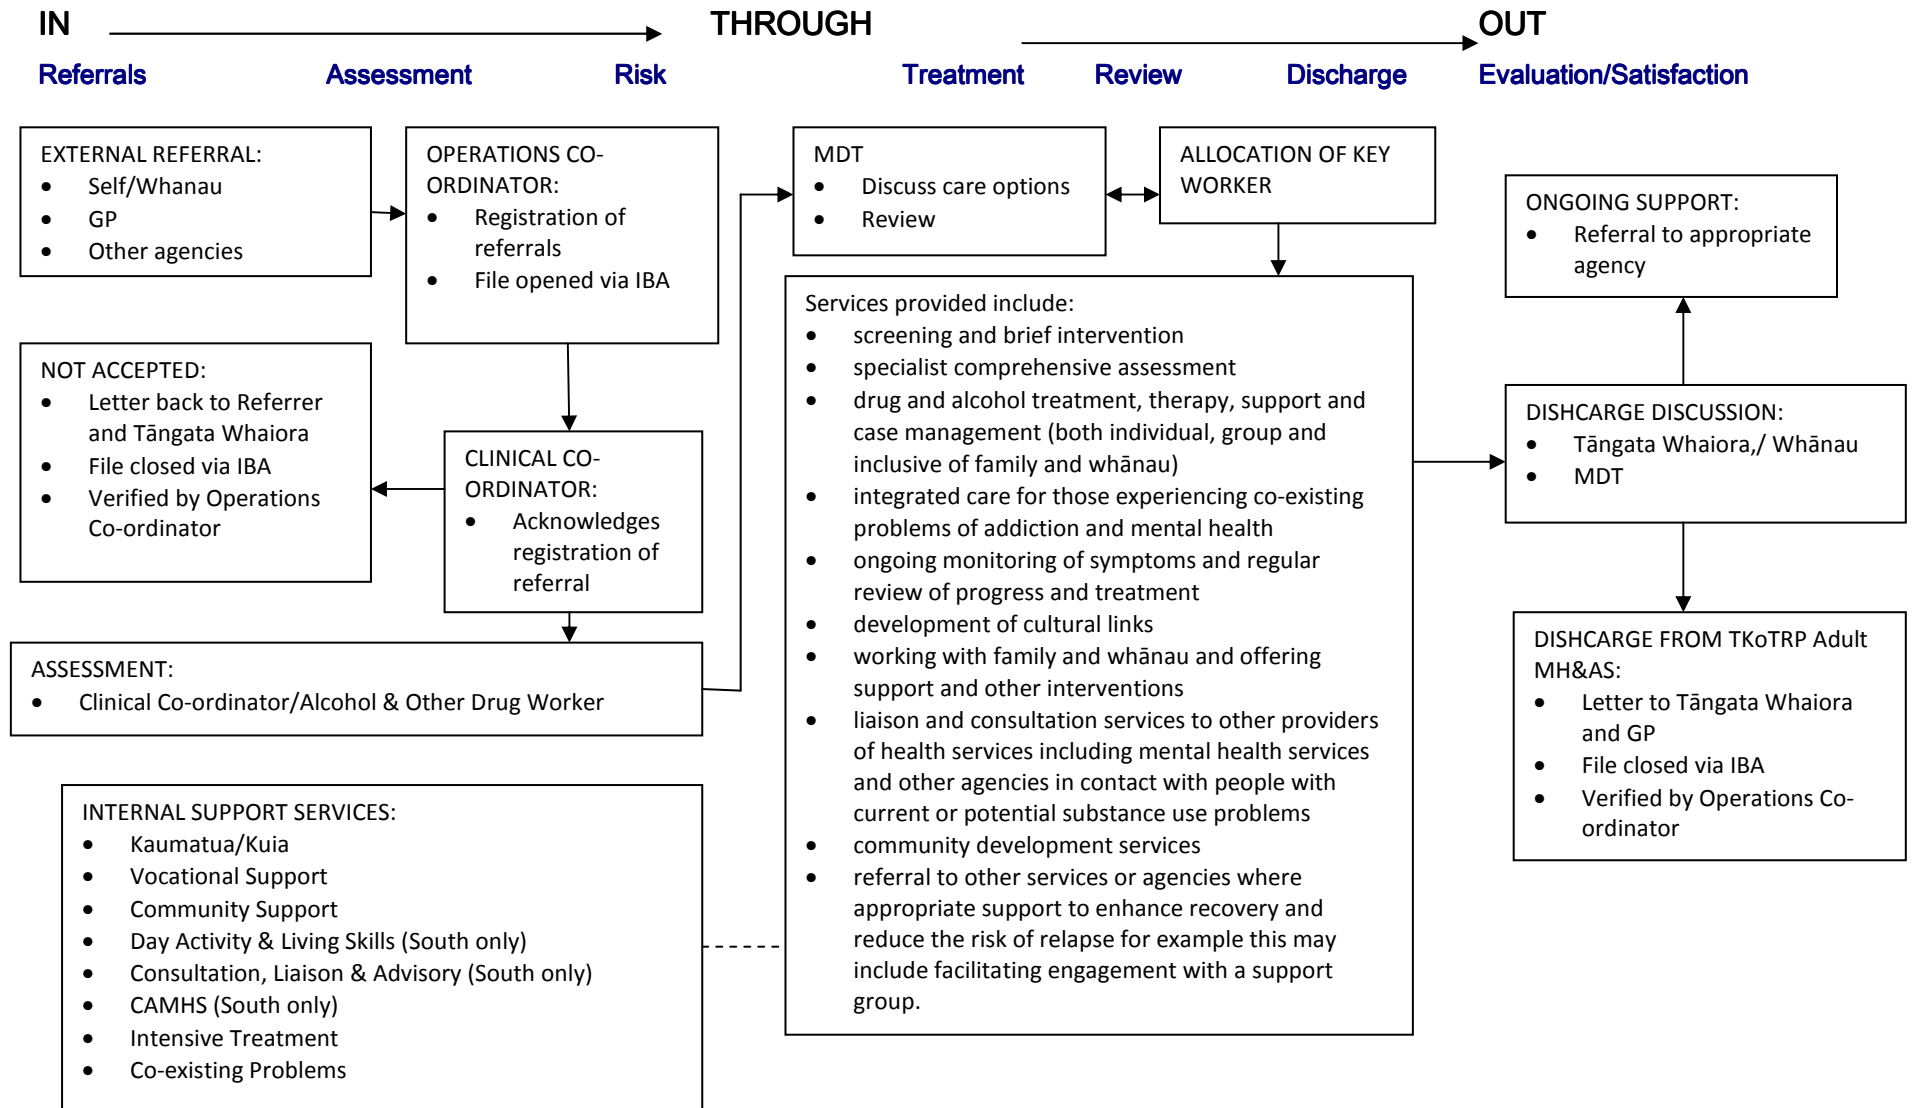 IN THROUGH OUT
Referrals Assessment Risk Treatment Review Discharge Evaluation/Satisfaction
EXTERNAL REFERRAL:
• Self/Whanau
• GP
• Other agencies
OPERATIONS CO-
ORDINATOR:
• Registration of
referrals
• File opened via IBA
NOT ACCEPTED:
• Letter back to Referrer
and Tāngata Whaiora
• File closed via IBA
• Verified by Operations
Co-ordinator
CLINICAL CO-
ORDINATOR:
• Acknowledges
registration of
referral
ASSESSMENT:
• Clinical Co-ordinator/Alcohol & Other Drug Worker
INTERNAL SUPPORT SERVICES:
• Kaumatua/Kuia
• Vocational Support
• Community Support
• Day Activity & Living Skills (South only)
• Consultation, Liaison & Advisory (South only)
• CAMHS (South only)
• Intensive Treatment
• Co-existing Problems
MDT
• Discuss care options
• Review
ALLOCATION OF KEY
WORKER
Services provided include:
• screening and brief intervention
• specialist comprehensive assessment
• drug and alcohol treatment, therapy, support and
case management (both individual, group and
inclusive of family and whānau)
• integrated care for those experiencing co-existing
problems of addiction and mental health
• ongoing monitoring of symptoms and regular
review of progress and treatment
• development of cultural links
• working with family and whānau and offering
support and other interventions
• liaison and consultation services to other providers
of health services including mental health services
and other agencies in contact with people with
current or potential substance use problems
• community development services
• referral to other services or agencies where
appropriate support to enhance recovery and
reduce the risk of relapse for example this may
include facilitating engagement with a support
group.
ONGOING SUPPORT:
• Referral to appropriate
agency
DISHCARGE DISCUSSION:
• Tāngata Whaiora,/ Whānau
• MDT
DISHCARGE FROM TKoTRP Adult
MH&AS:
• Letter to Tāngata Whaiora
and GP
• File closed via IBA
• Verified by Operations Co-
ordinator